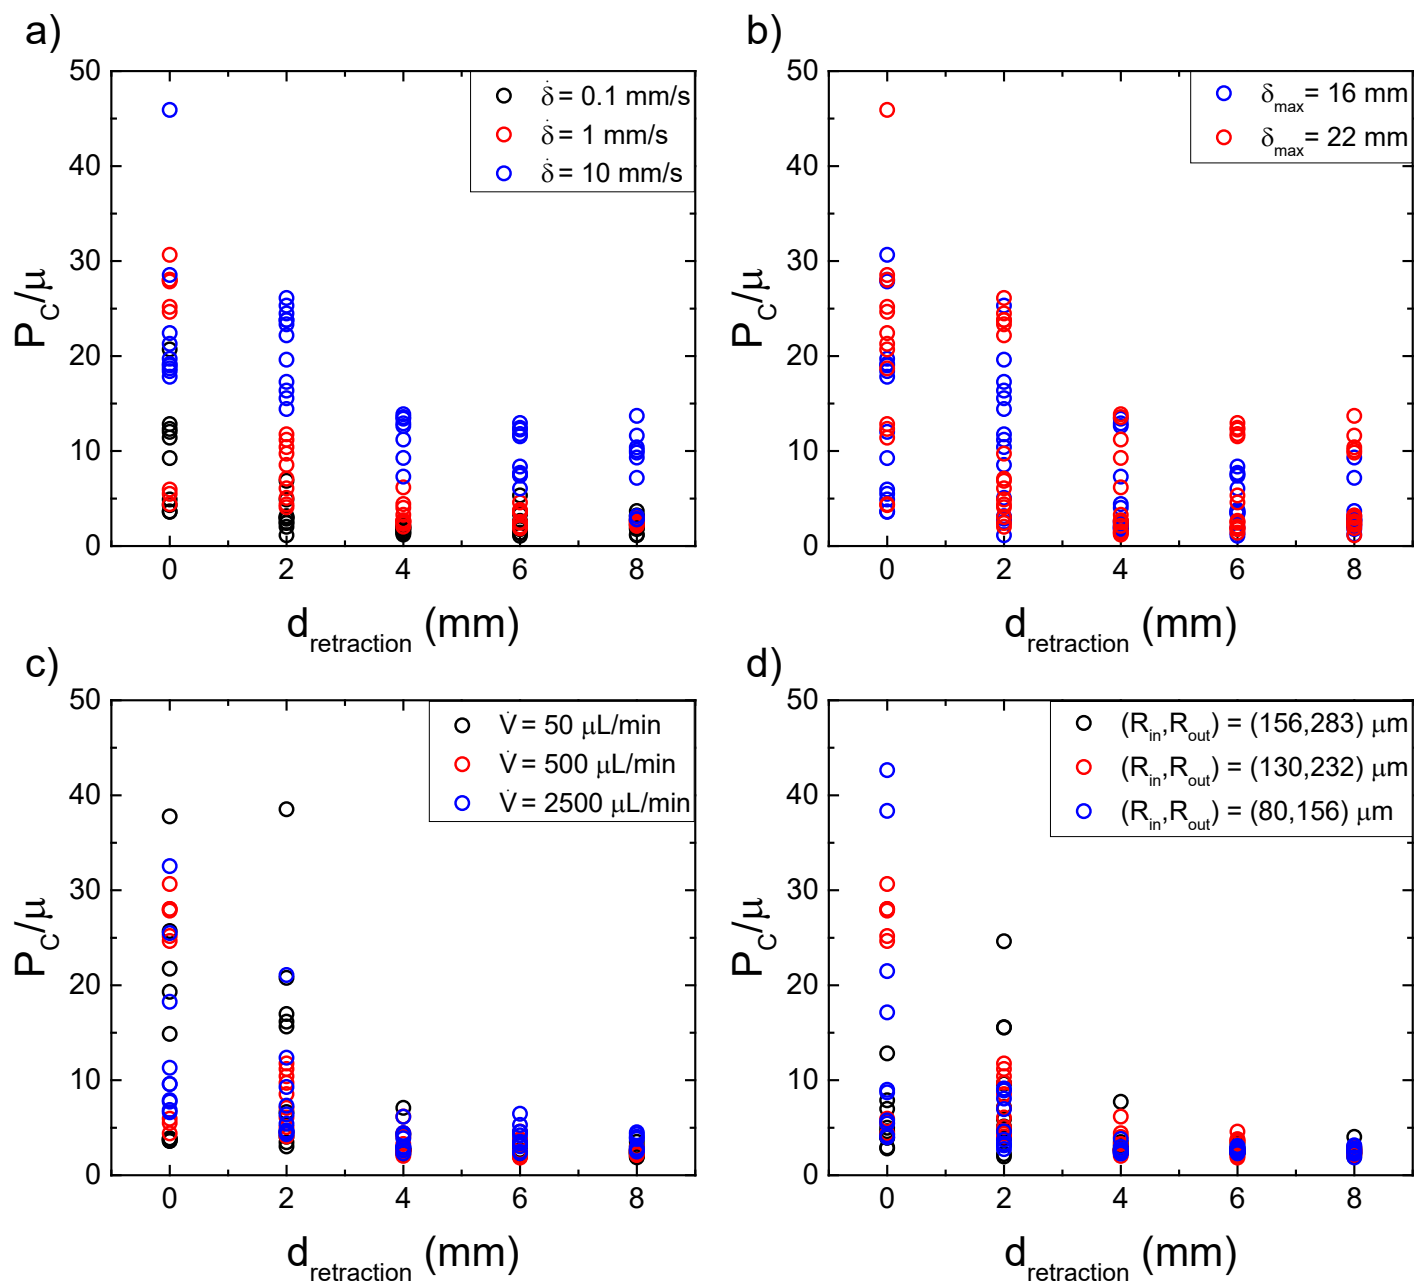 a)
50
40
30
20
10
0
P_C/μ
0 2 4 6 8
d_retraction (mm)
δ̇ = 0.1 mm/s
δ̇ = 1 mm/s
δ̇ = 10 mm/s
b)
50
40
30
20
10
0
P_C/μ
0 2 4 6 8
d_retraction (mm)
δ_max = 16 mm
δ_max = 22 mm
c)
50
40
30
20
10
0
P_C/μ
0 2 4 6 8
d_retraction (mm)
V̇ = 50 μL/min
V̇ = 500 μL/min
V̇ = 2500 μL/min
d)
50
40
30
20
10
0
P_C/μ
0 2 4 6 8
d_retraction (mm)
(R_in,R_out) = (156,283) μm
(R_in,R_out) = (130,232) μm
(R_in,R_out) = (80,156) μm